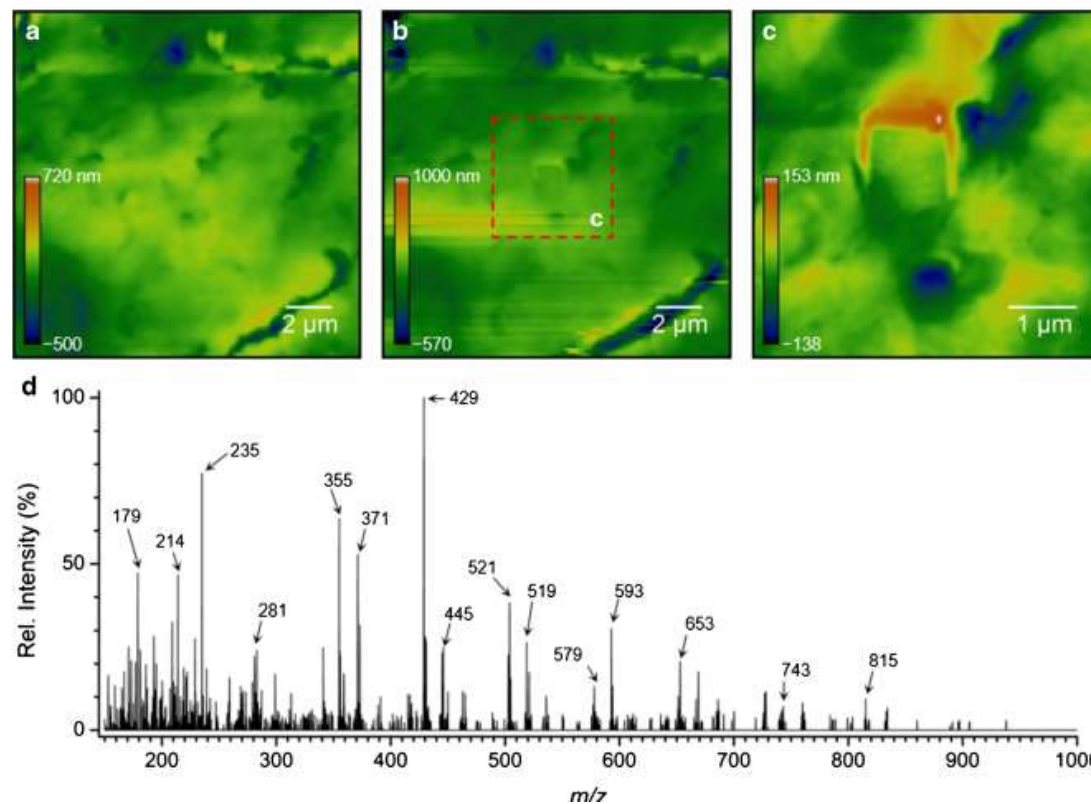 a
720 nm
−500
2 µm
b
1000 nm
−570
c
2 µm
c
153 nm
−138
1 µm
d
Rel. Intensity (%)
100
50
0
179
214
235
281
355
371
429
445
521
519
579
593
653
743
815
200 300 400 500 600 700 800 900 100
m/z